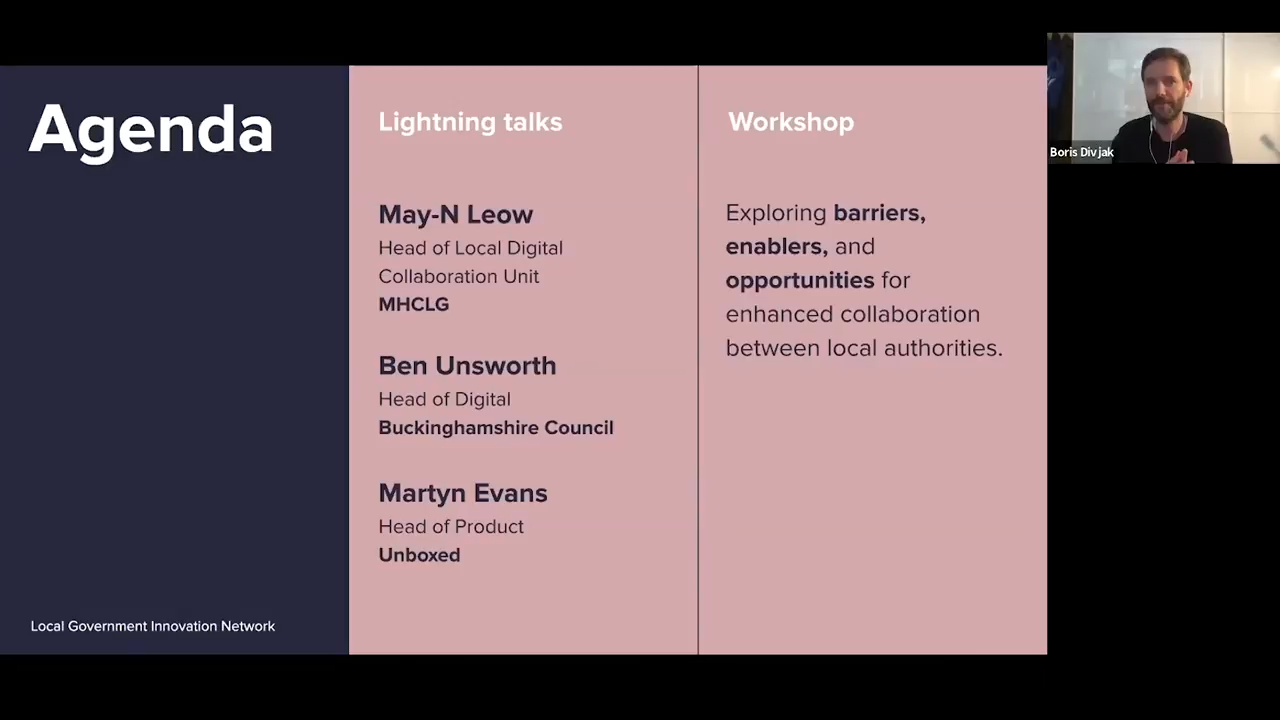 Agenda
Lightning talks
May-N Leow
Head of Local Digital
Collaboration Unit
MHCLG
Ben Unsworth
Head of Digital
Buckinghamshire Council
Martyn Evans
Head of Product
Unboxed
Workshop
Exploring barriers,
enablers, and
opportunities for
enhanced collaboration
between local authorities.
Local Government Innovation Network
Boris Divjak